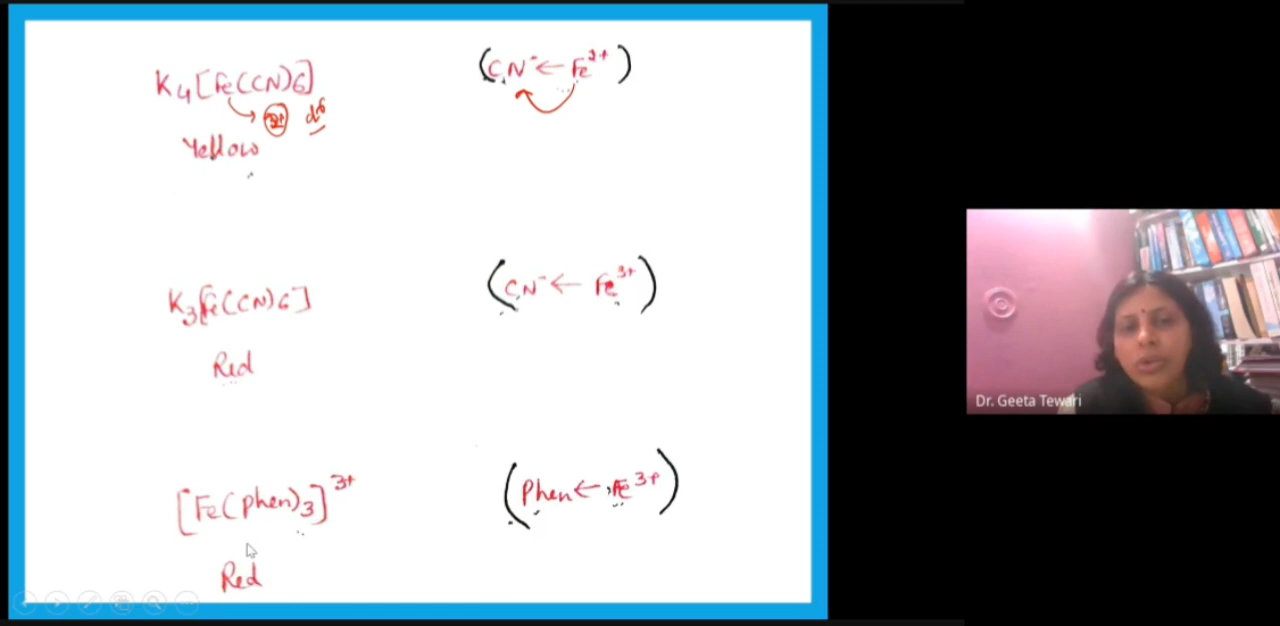 K4[Fe(CN)6]
(CN⁻ ← Fe²⁺)
2+ d⁶
Yellow
K3[Fe(CN)6]
(CN⁻ ← Fe³⁺)
Red
[Fe(Phen)3]³⁺
(Phen ← Fe³⁺)
Red
Dr. Geeta Tewari